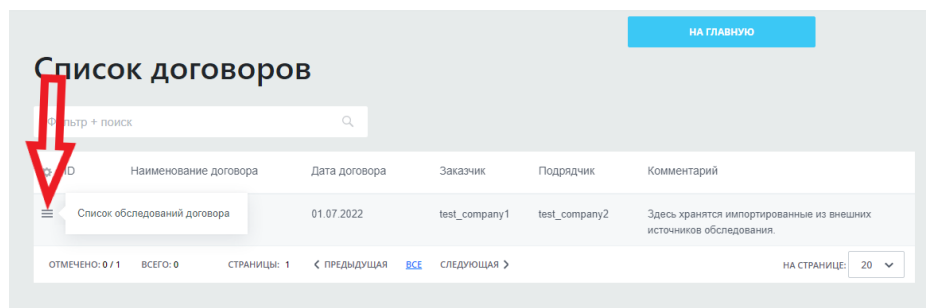 НА ГЛАВНУЮ
Список договоров
Фильтр + поиск
ID Наименование договора Дата договора Заказчик Подрядчик Комментарий
Список обследований договора 01.07.2022 test_company1 test_company2 Здесь хранятся импортированные из внешних
источников обследования.
ОТМЕЧЕНО: 0 / 1 ВСЕГО: 0 СТРАНИЦЫ: 1 ПРЕДЫДУЩАЯ ВСЕ СЛЕДУЮЩАЯ НА СТРАНИЦЕ: 20